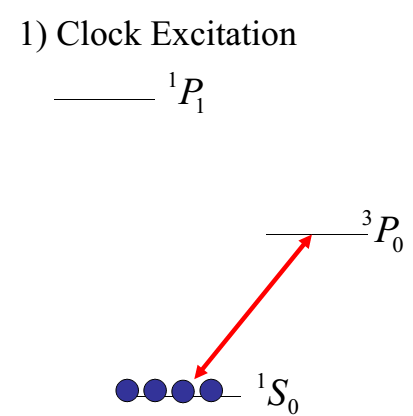 1) Clock Excitation
¹P₁
³P₀
¹S₀